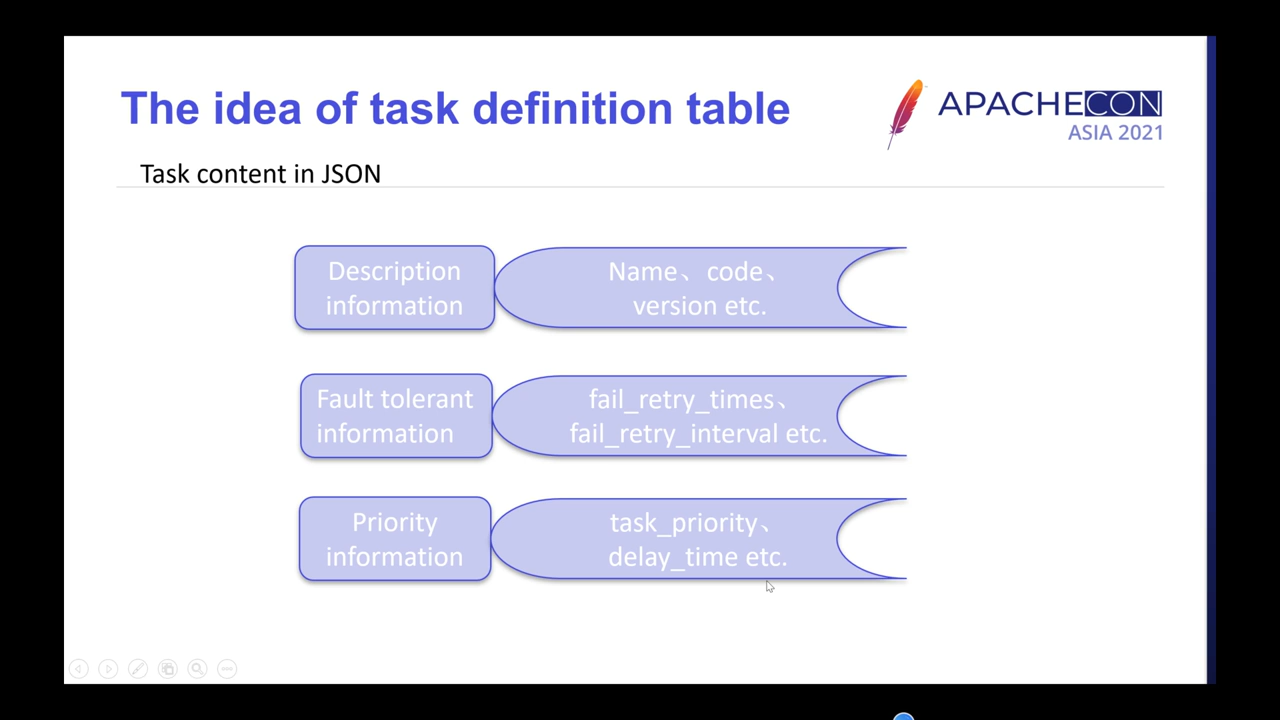 The idea of task definition table
APACHECON
ASIA 2021
Task content in JSON
Description
information
Name、code、
version etc.
Fault tolerant
information
fail_retry_times、
fail_retry_interval etc.
Priority
information
task_priority、
delay_time etc.